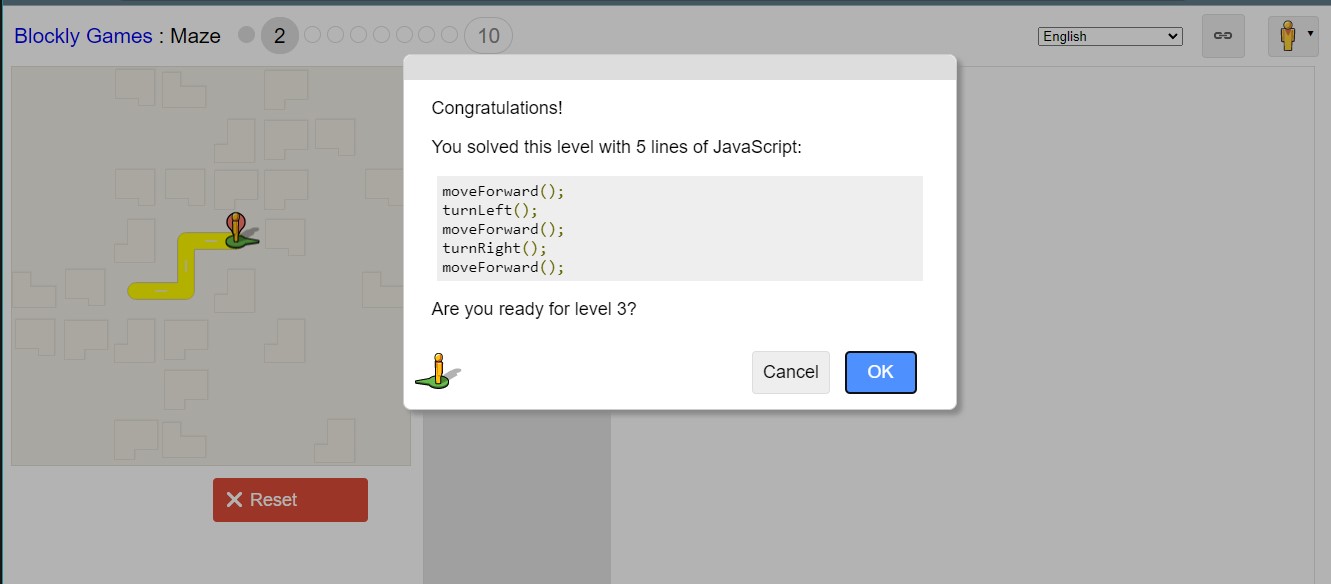 Blockly Games : Maze 2 10 English
Congratulations!
You solved this level with 5 lines of JavaScript:
moveForward();
turnLeft();
moveForward();
turnRight();
moveForward();
Are you ready for level 3?
Cancel OK
Reset